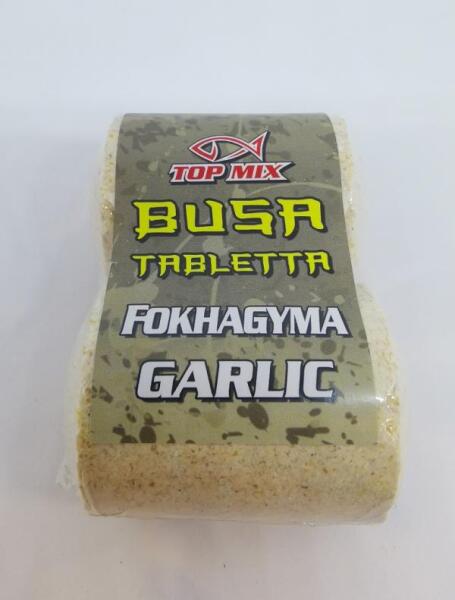 TOP MIX
BUSA
TABLETTA
FOKHAGYMA
GARLIC